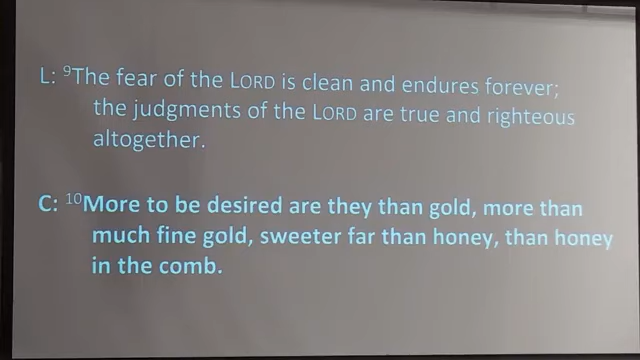 L: ⁹The fear of the LORD is clean and endures forever;
the judgments of the LORD are true and righteous
altogether.
C: ¹⁰More to be desired are they than gold, more than
much fine gold, sweeter far than honey, than honey
in the comb.